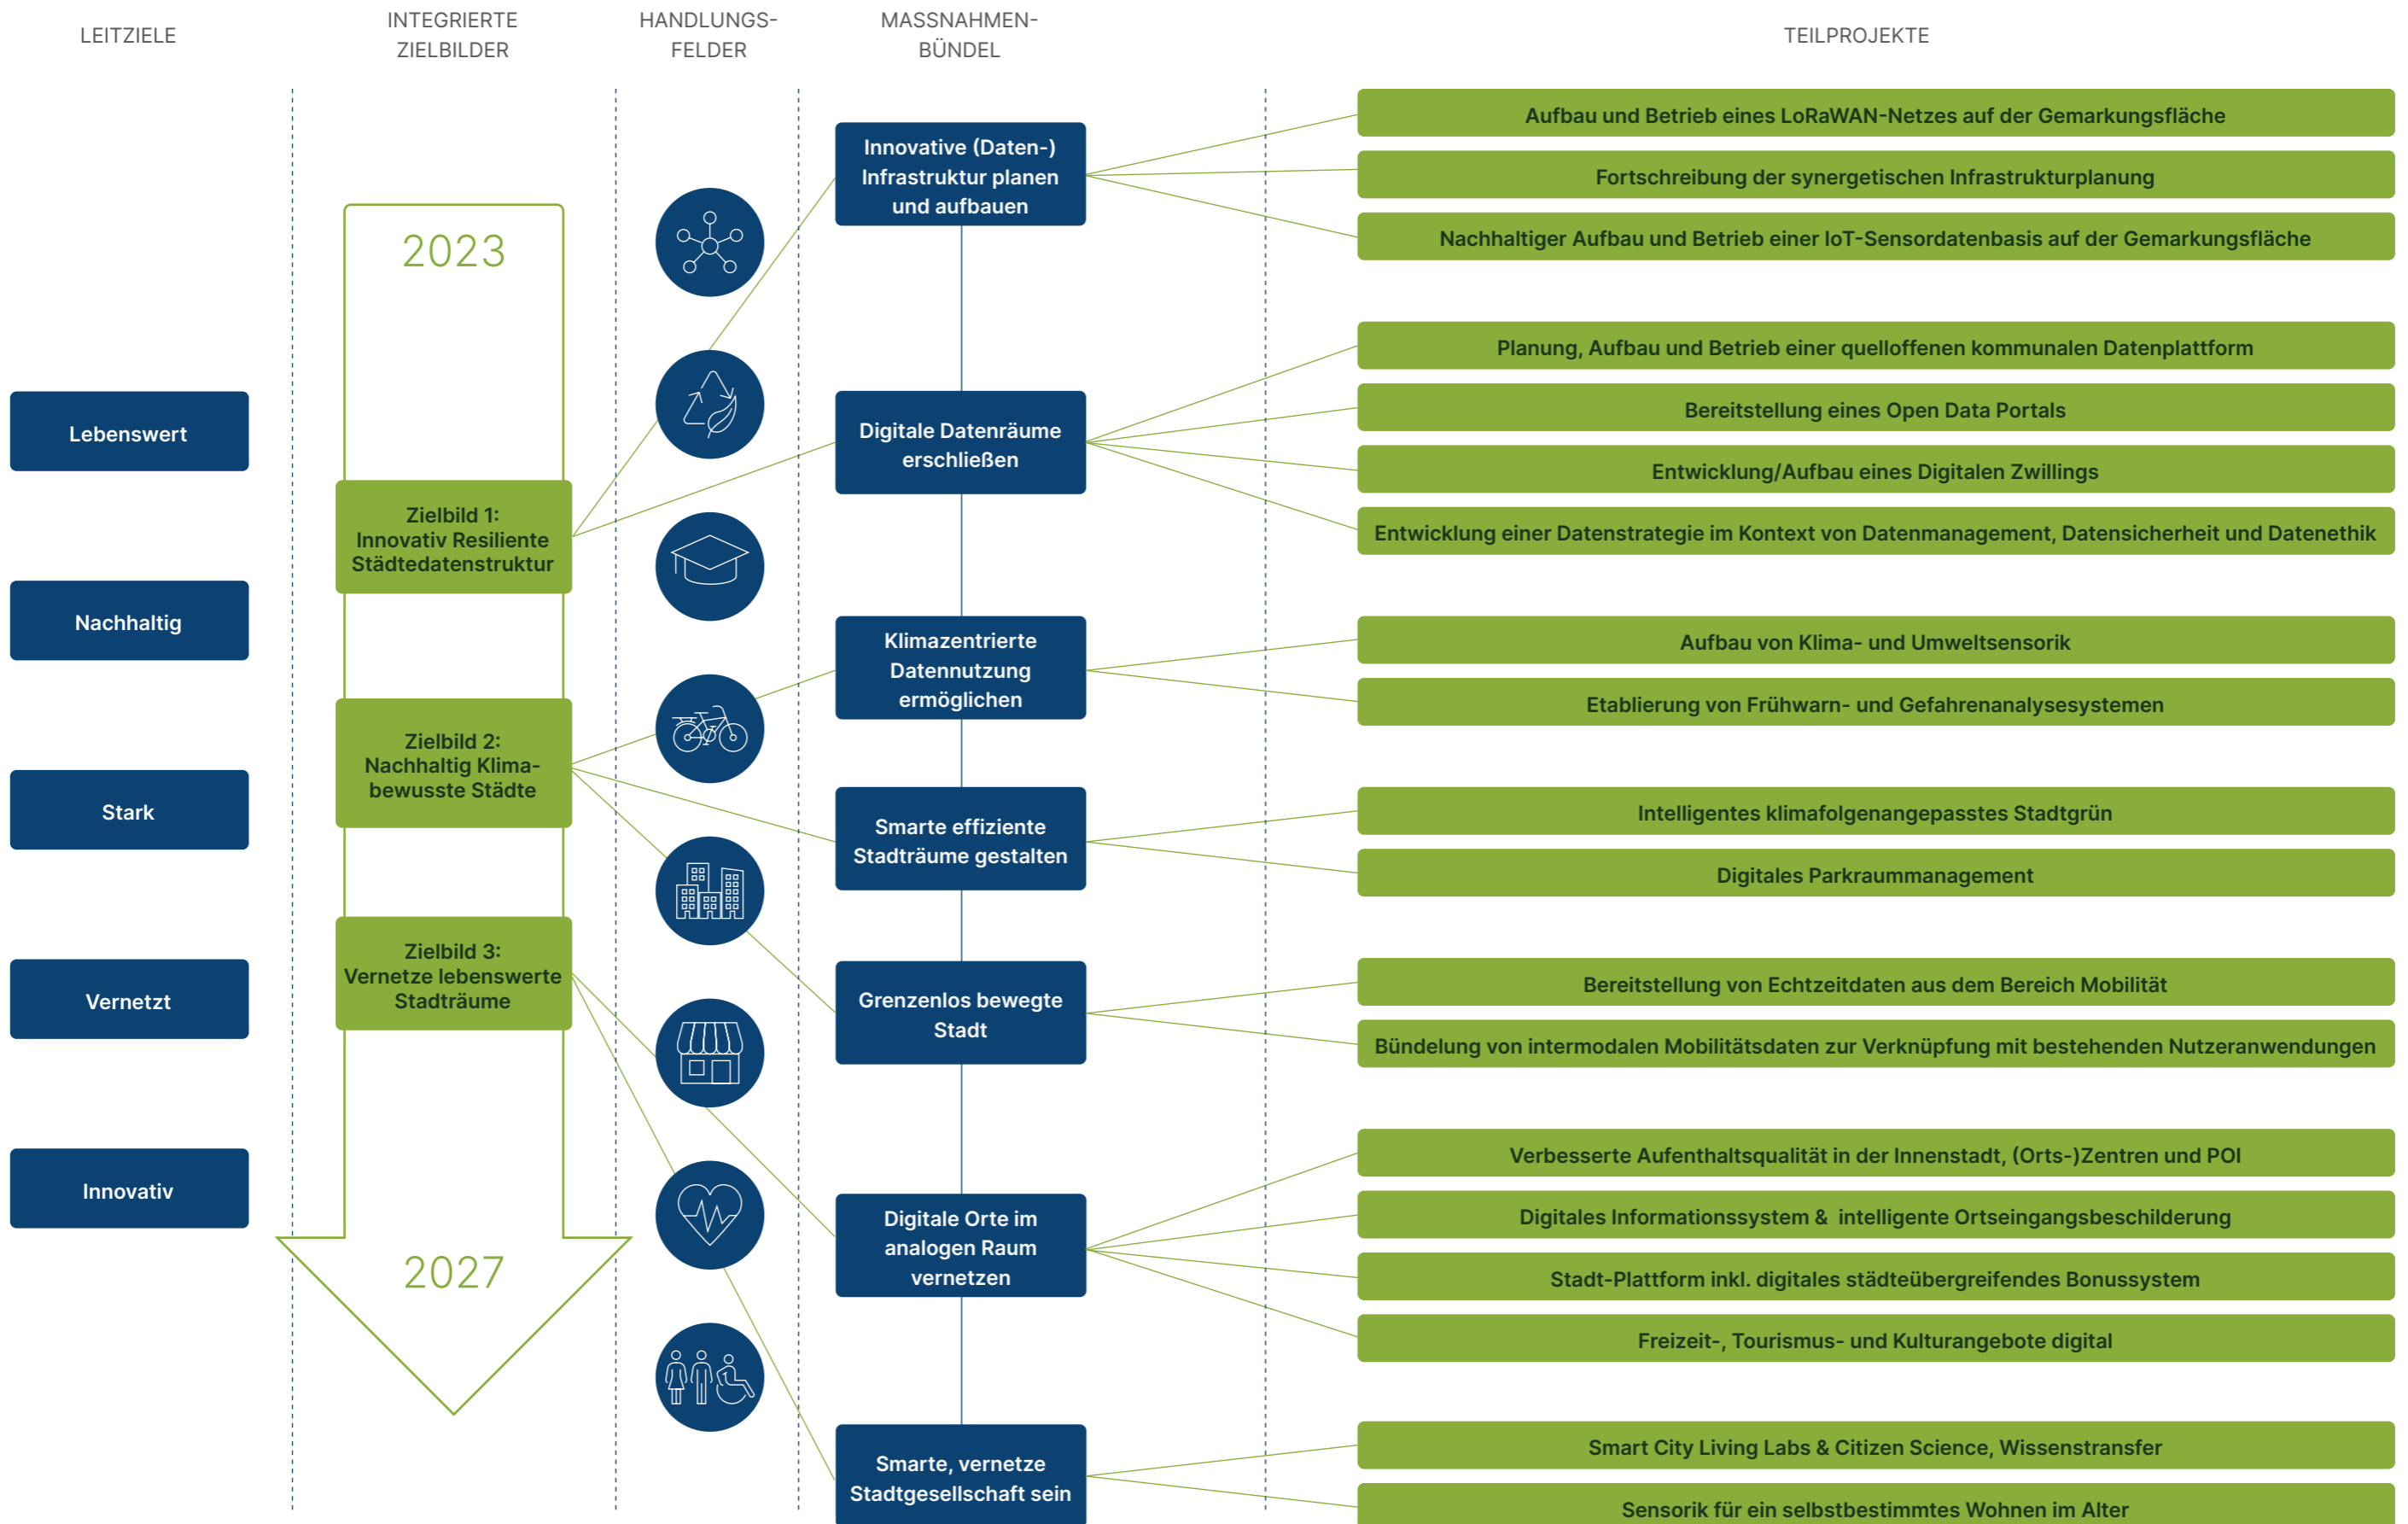 LEITZIELE
INTEGRIERTE
ZIELBILDER
HANDLUNGS-
FELDER
MASSNAHMEN-
BÜNDEL
TEILPROJEKTE
Lebenswert
Nachhaltig
Stark
Vernetzt
Innovativ
2023
Zielbild 1:
Innovativ Resiliente
Städtedatenstruktur
Zielbild 2:
Nachhaltig Klima-
bewusste Städte
Zielbild 3:
Vernetze lebenswerte
Stadträume
2027
Innovative (Daten-)
Infrastruktur planen
und aufbauen
Aufbau und Betrieb eines LoRaWAN-Netzes auf der Gemarkungsfläche
Fortschreibung der synergetischen Infrastrukturplanung
Nachhaltiger Aufbau und Betrieb einer IoT-Sensordatenbasis auf der Gemarkungsfläche
Digitale Datenräume
erschließen
Planung, Aufbau und Betrieb einer quelloffenen kommunalen Datenplattform
Bereitstellung eines Open Data Portals
Entwicklung/Aufbau eines Digitalen Zwillings
Entwicklung einer Datenstrategie im Kontext von Datenmanagement, Datensicherheit und Datenethik
Klimazentrierte
Datennutzung
ermöglichen
Aufbau von Klima- und Umweltsensorik
Etablierung von Frühwarn- und Gefahrenanalysesystemen
Smarte effiziente
Stadträume gestalten
Intelligentes klimafolgenangepasstes Stadtgrün
Digitales Parkraummanagement
Grenzenlos bewegte
Stadt
Bereitstellung von Echtzeitdaten aus dem Bereich Mobilität
Bündelung von intermodalen Mobilitätsdaten zur Verknüpfung mit bestehenden Nutzeranwendungen
Digitale Orte im
analogen Raum
vernetzen
Verbesserte Aufenthaltsqualität in der Innenstadt, (Orts-)Zentren und POI
Digitales Informationssystem & intelligente Ortseingangsbeschilderung
Stadt-Plattform inkl. digitales städteübergreifendes Bonussystem
Freizeit-, Tourismus- und Kulturangebote digital
Smarte, vernetze
Stadtgesellschaft sein
Smart City Living Labs & Citizen Science, Wissenstransfer
Sensorik für ein selbstbestimmtes Wohnen im Alter